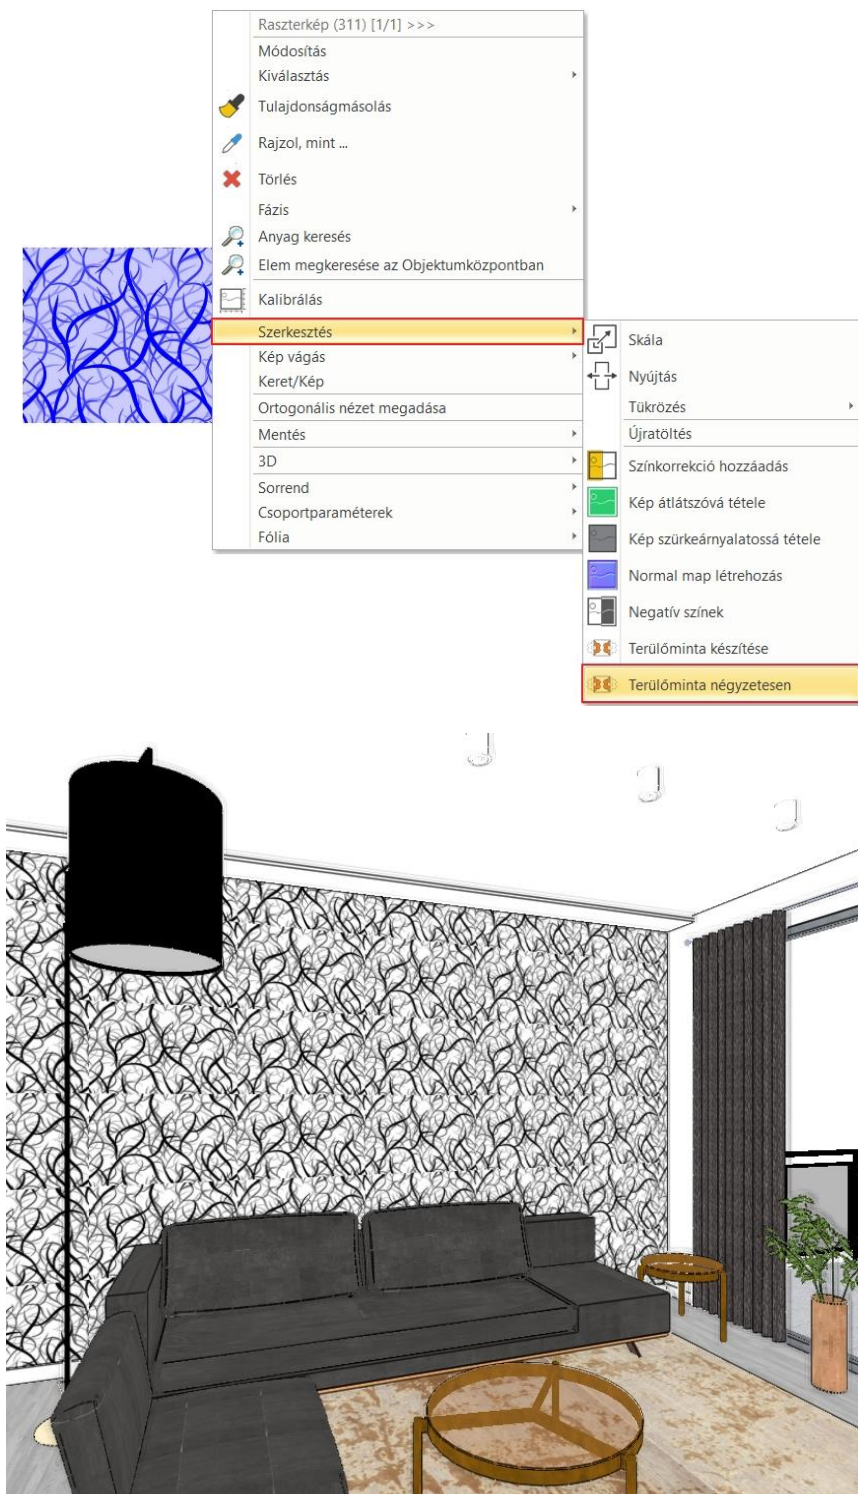 Raszterkép (311) [1/1] >>>
Módosítás
Kiválasztás
Tulajdonságmásolás
Rajzol, mint ...
Törlés
Fázis
Anyag keresés
Elem megkeresése az Objektumközpontban
Kalibrálás
Szerkesztés
Kép vágás
Keret/Kép
Ortogonális nézet megadása
Mentés
3D
Sorrend
Csoportparaméterek
Fólia
Skála
Nyújtás
Tükrözés
Újratöltés
Színkorrekció hozzáadás
Kép átlátszóvá tétele
Kép szürkeárnyalatossá tétele
Normal map létrehozás
Negatív színek
Terülőminta készítése
Terülőminta négyzetesen